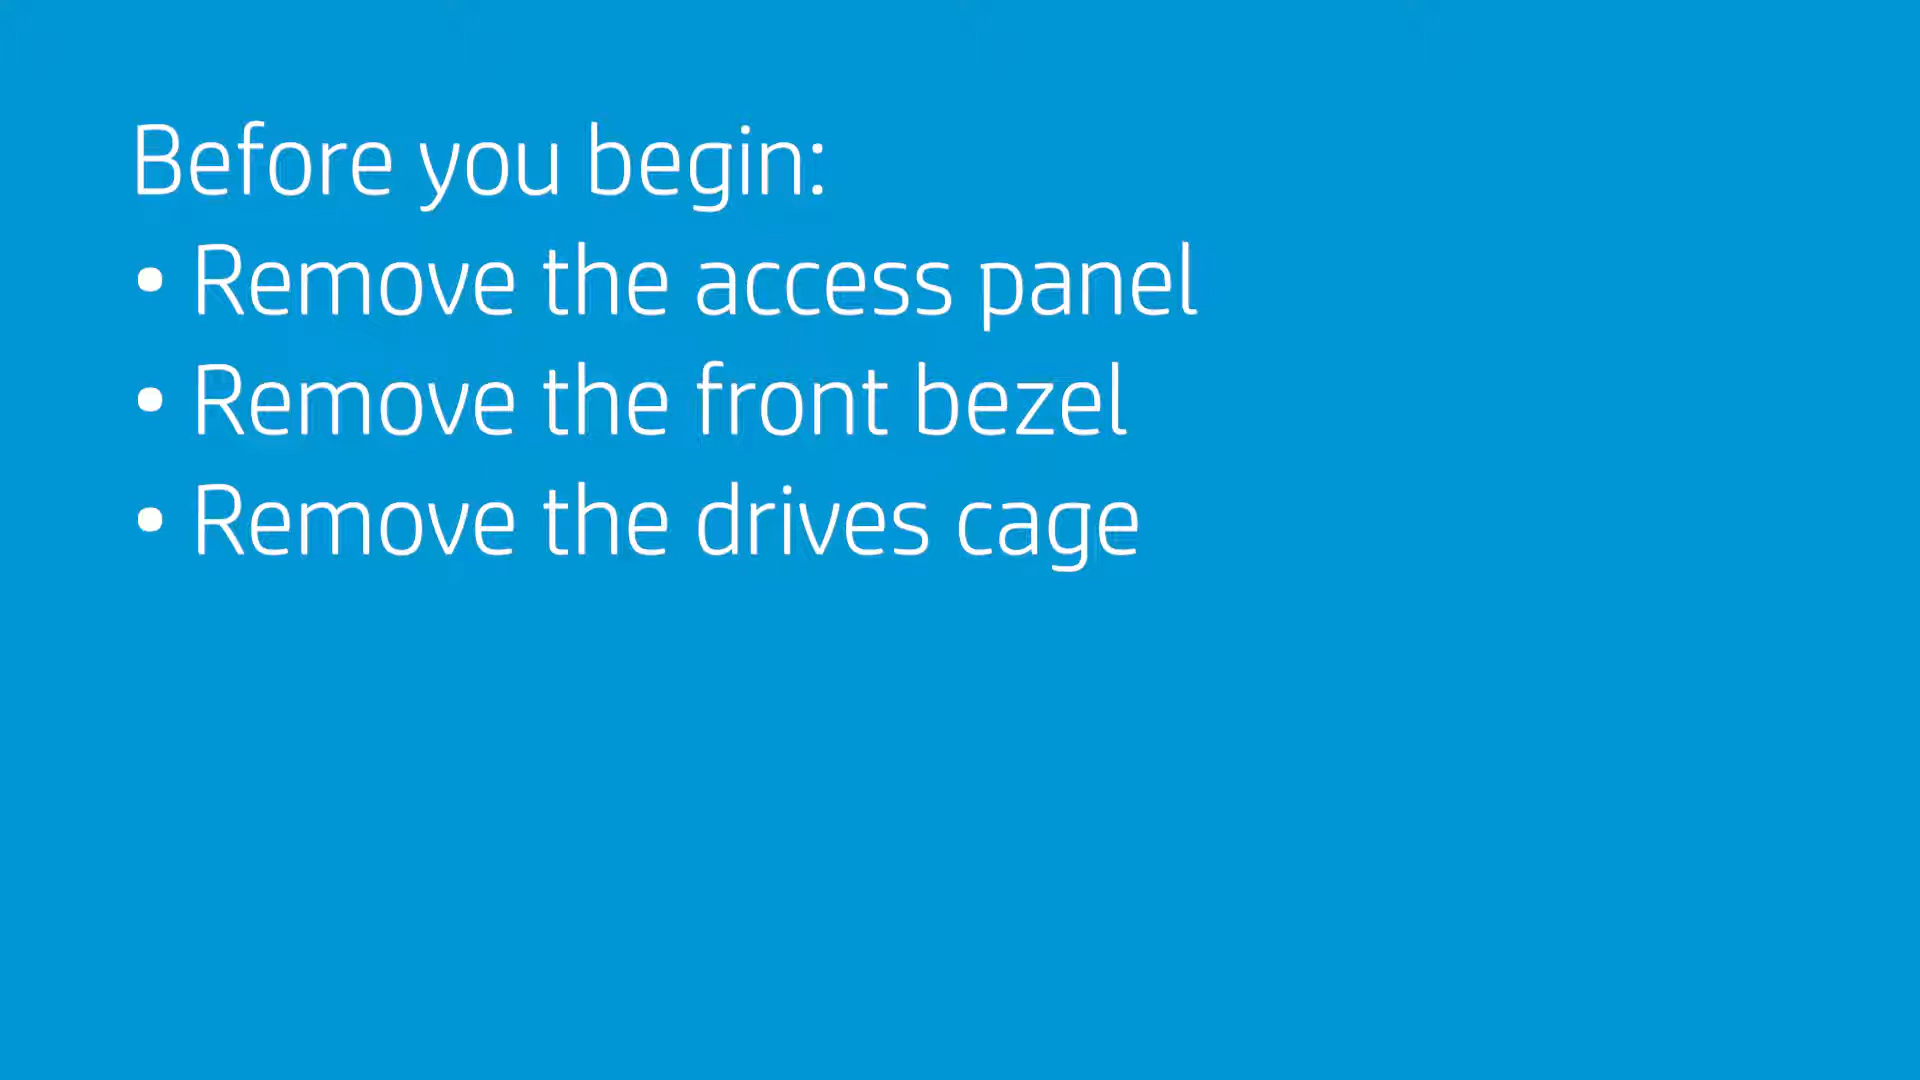 Before you begin:
• Remove the access panel
• Remove the front bezel
• Remove the drives cage